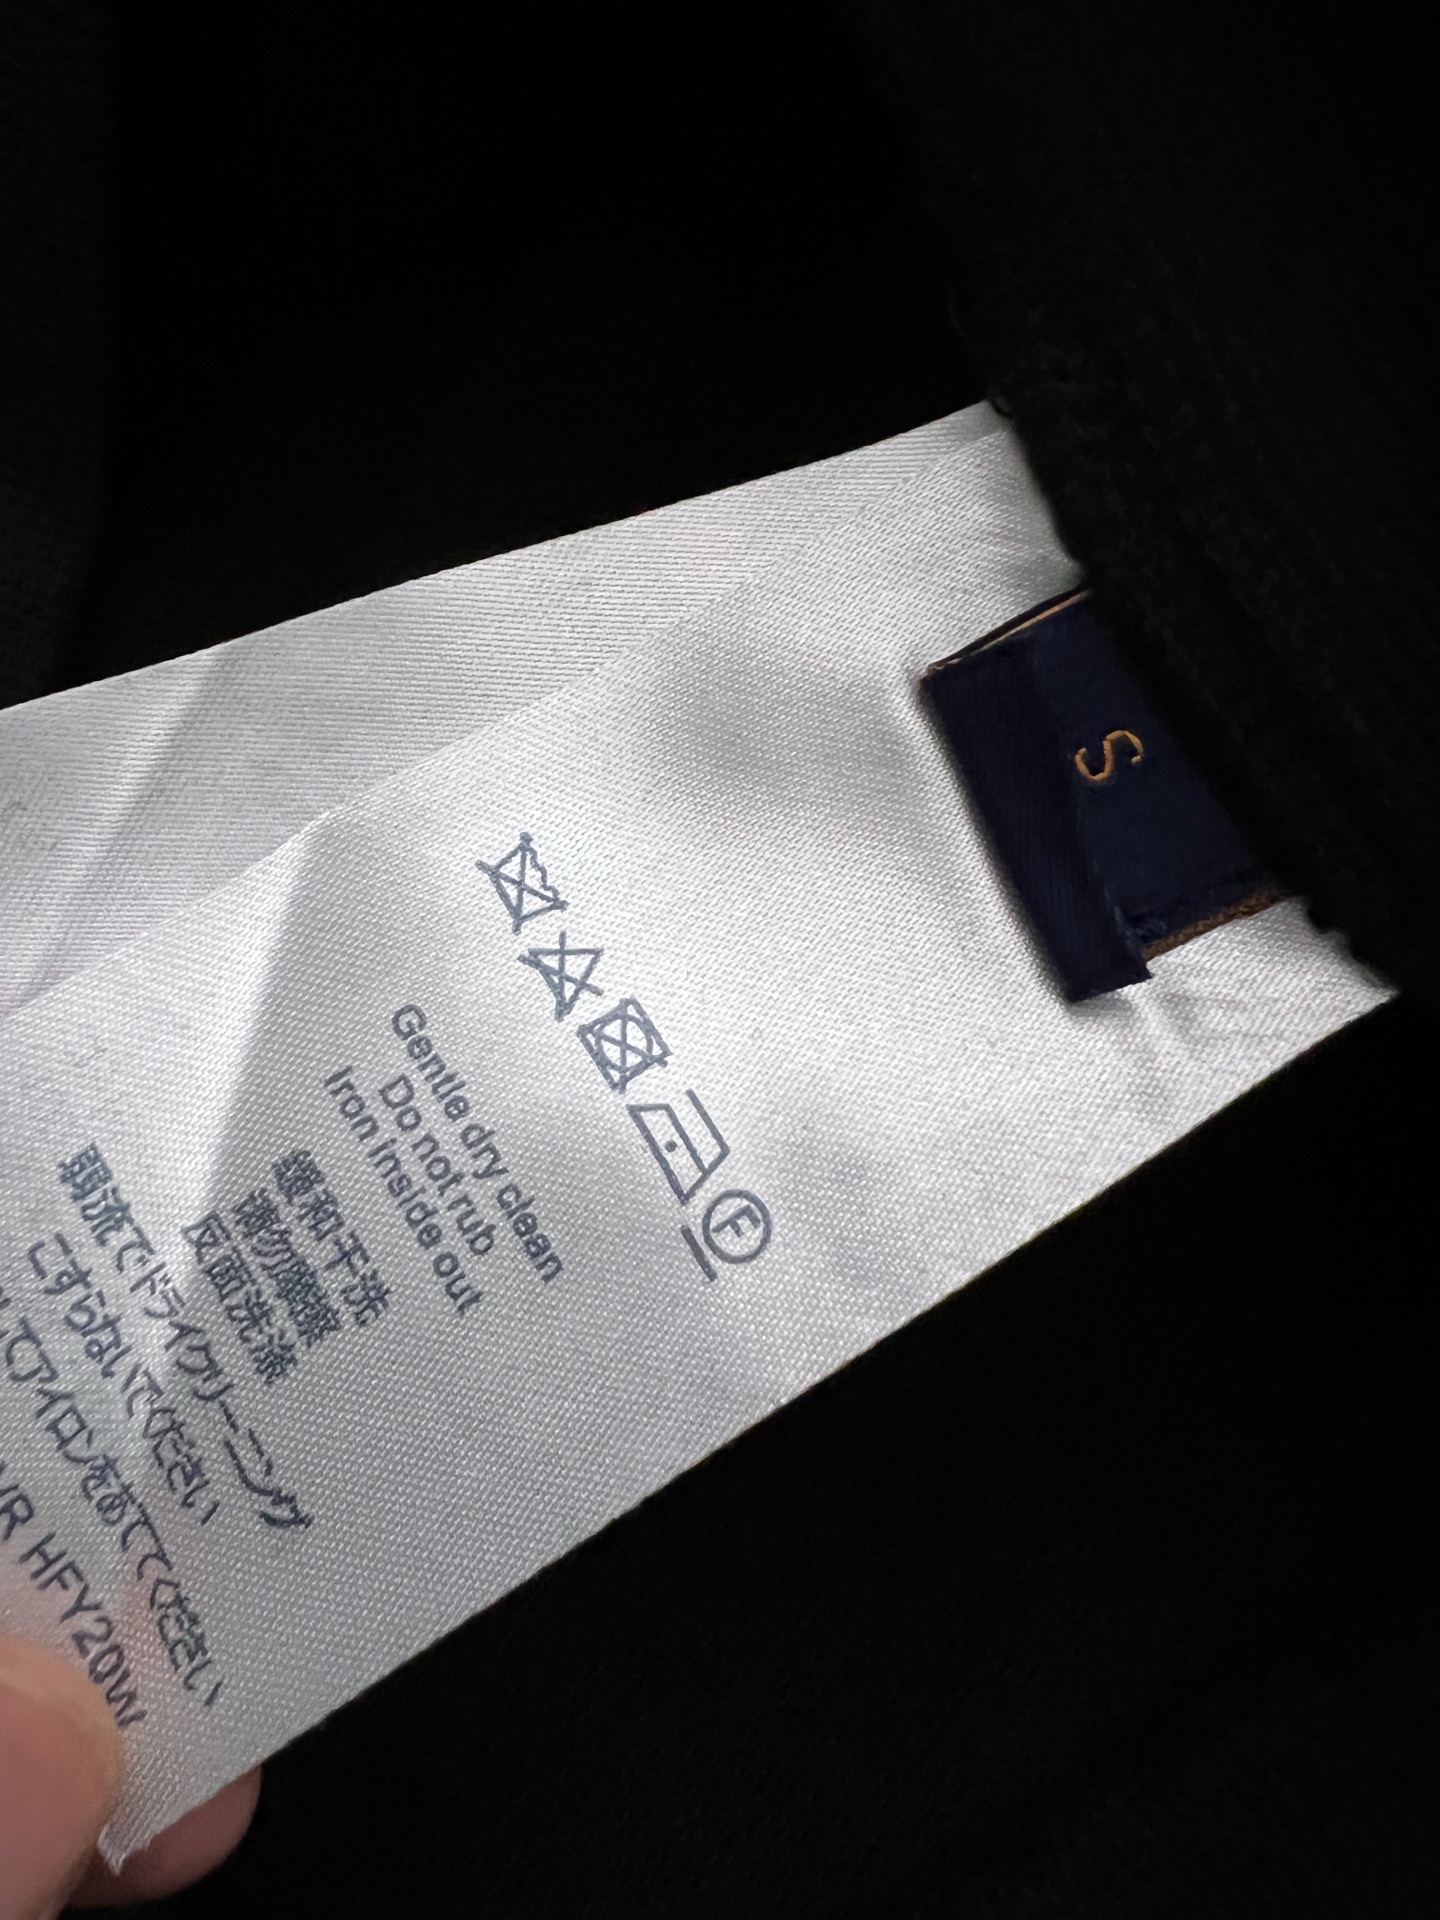 S
F
Gentle dry clean
Do not rub
Iron inside out
缓和干洗
请勿摩擦
反面洗涤
弱流でドライクリーニング
こすらないでください
してアイロンをあててください
R HFY20W